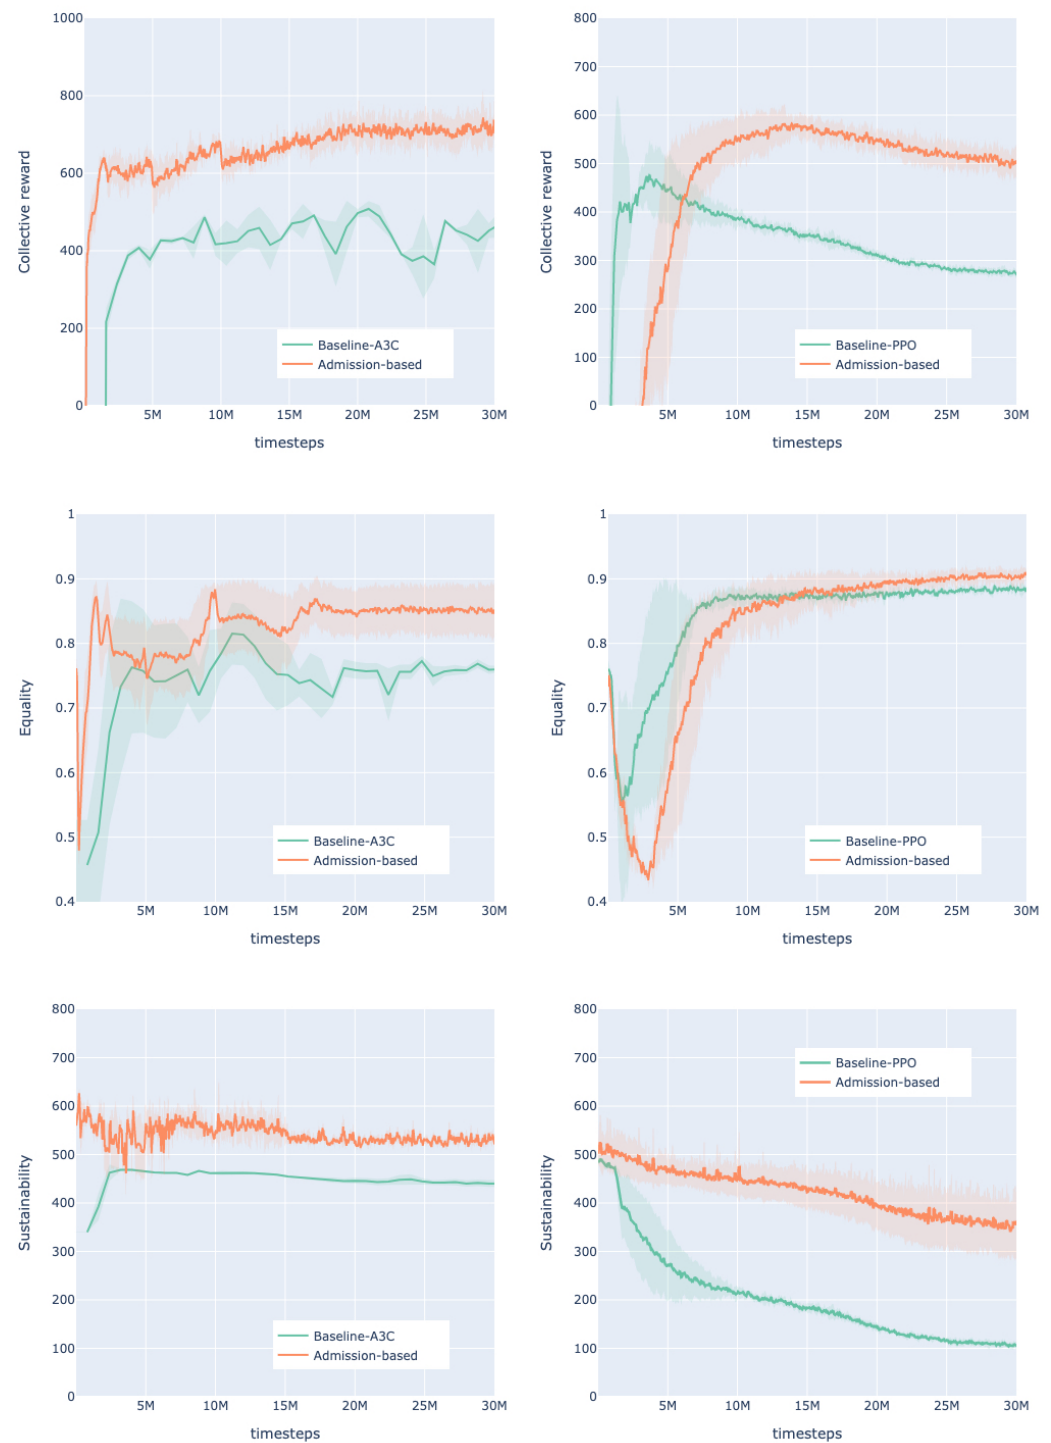 1000
800
600
400
200
0
Collective reward
Baseline-A3C
Admission-based
5M 10M 15M 20M 25M 30M
timesteps
800
700
600
500
400
300
200
100
0
Collective reward
Baseline-PPO
Admission-based
5M 10M 15M 20M 25M 30M
timesteps
1
0.9
0.8
0.7
0.6
0.5
0.4
Equality
Baseline-A3C
Admission-based
5M 10M 15M 20M 25M 30M
timesteps
1
0.9
0.8
0.7
0.6
0.5
0.4
Equality
Baseline-PPO
Admission-based
5M 10M 15M 20M 25M 30M
timesteps
800
700
600
500
400
300
200
100
0
Sustainability
Baseline-A3C
Admission-based
5M 10M 15M 20M 25M 30M
timesteps
800
700
600
500
400
300
200
100
0
Sustainability
Baseline-PPO
Admission-based
5M 10M 15M 20M 25M 30M
timesteps